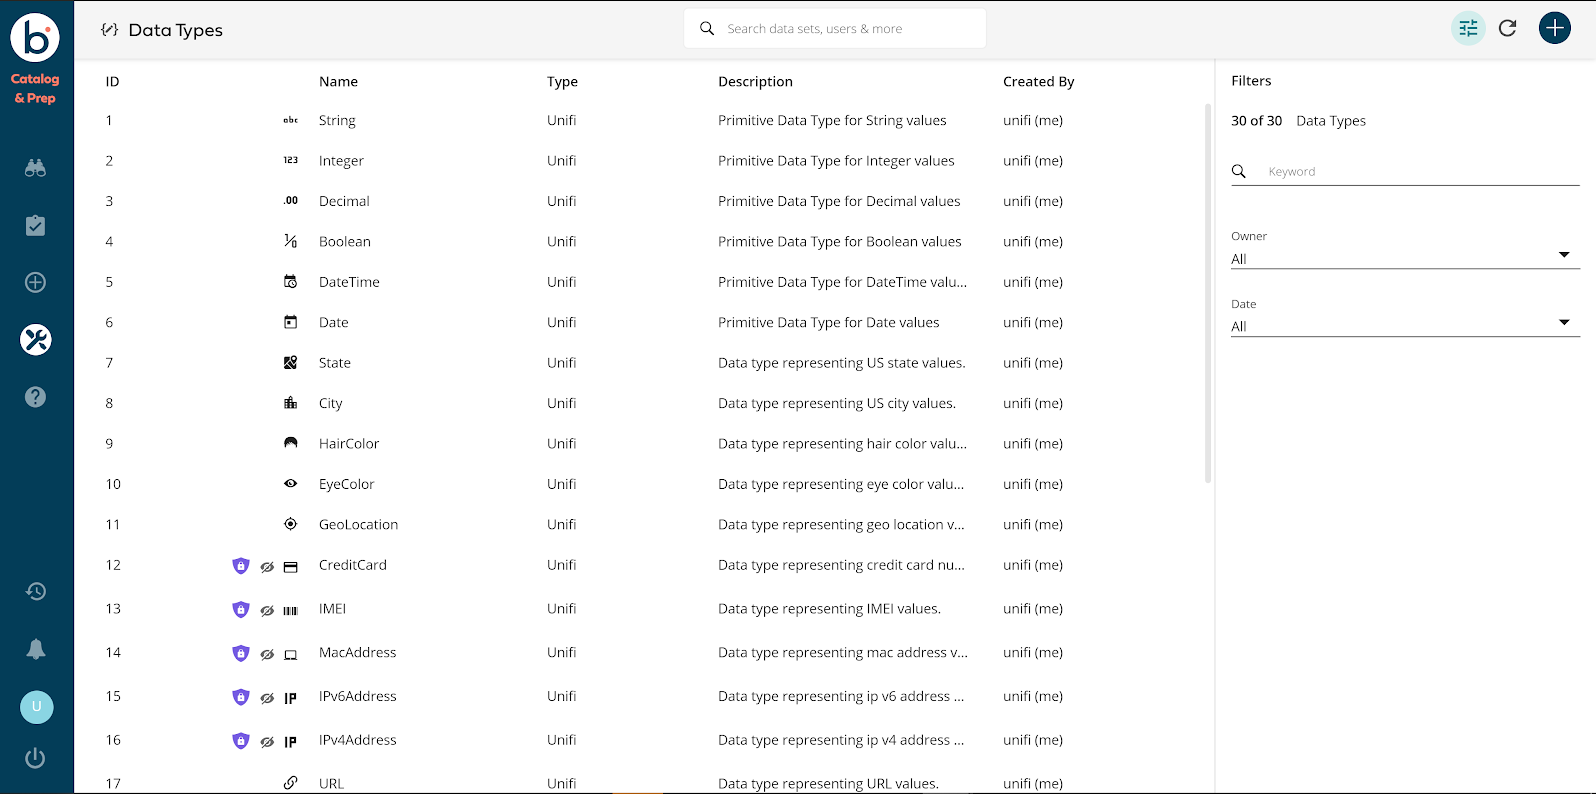 b
Catalog
& Prep
Data Types
Search data sets, users & more
ID Name Type Description Created By
1 abc String Unifi Primitive Data Type for String values unifi (me)
2 123 Integer Unifi Primitive Data Type for Integer values unifi (me)
3 .00 Decimal Unifi Primitive Data Type for Decimal values unifi (me)
4 1/0 Boolean Unifi Primitive Data Type for Boolean values unifi (me)
5 DateTime Unifi Primitive Data Type for DateTime valu... unifi (me)
6 Date Unifi Primitive Data Type for Date values unifi (me)
7 State Unifi Data type representing US state values. unifi (me)
8 City Unifi Data type representing US city values. unifi (me)
9 HairColor Unifi Data type representing hair color valu... unifi (me)
10 EyeColor Unifi Data type representing eye color valu... unifi (me)
11 GeoLocation Unifi Data type representing geo location v... unifi (me)
12 CreditCard Unifi Data type representing credit card nu... unifi (me)
13 IMEI Unifi Data type representing IMEI values. unifi (me)
14 MacAddress Unifi Data type representing mac address v... unifi (me)
15 IP IPv6Address Unifi Data type representing ip v6 address ... unifi (me)
16 IP IPv4Address Unifi Data type representing ip v4 address ... unifi (me)
17 URL Unifi Data type representing URL values. unifi (me)
Filters
30 of 30 Data Types
Keyword
Owner
All
Date
All
U